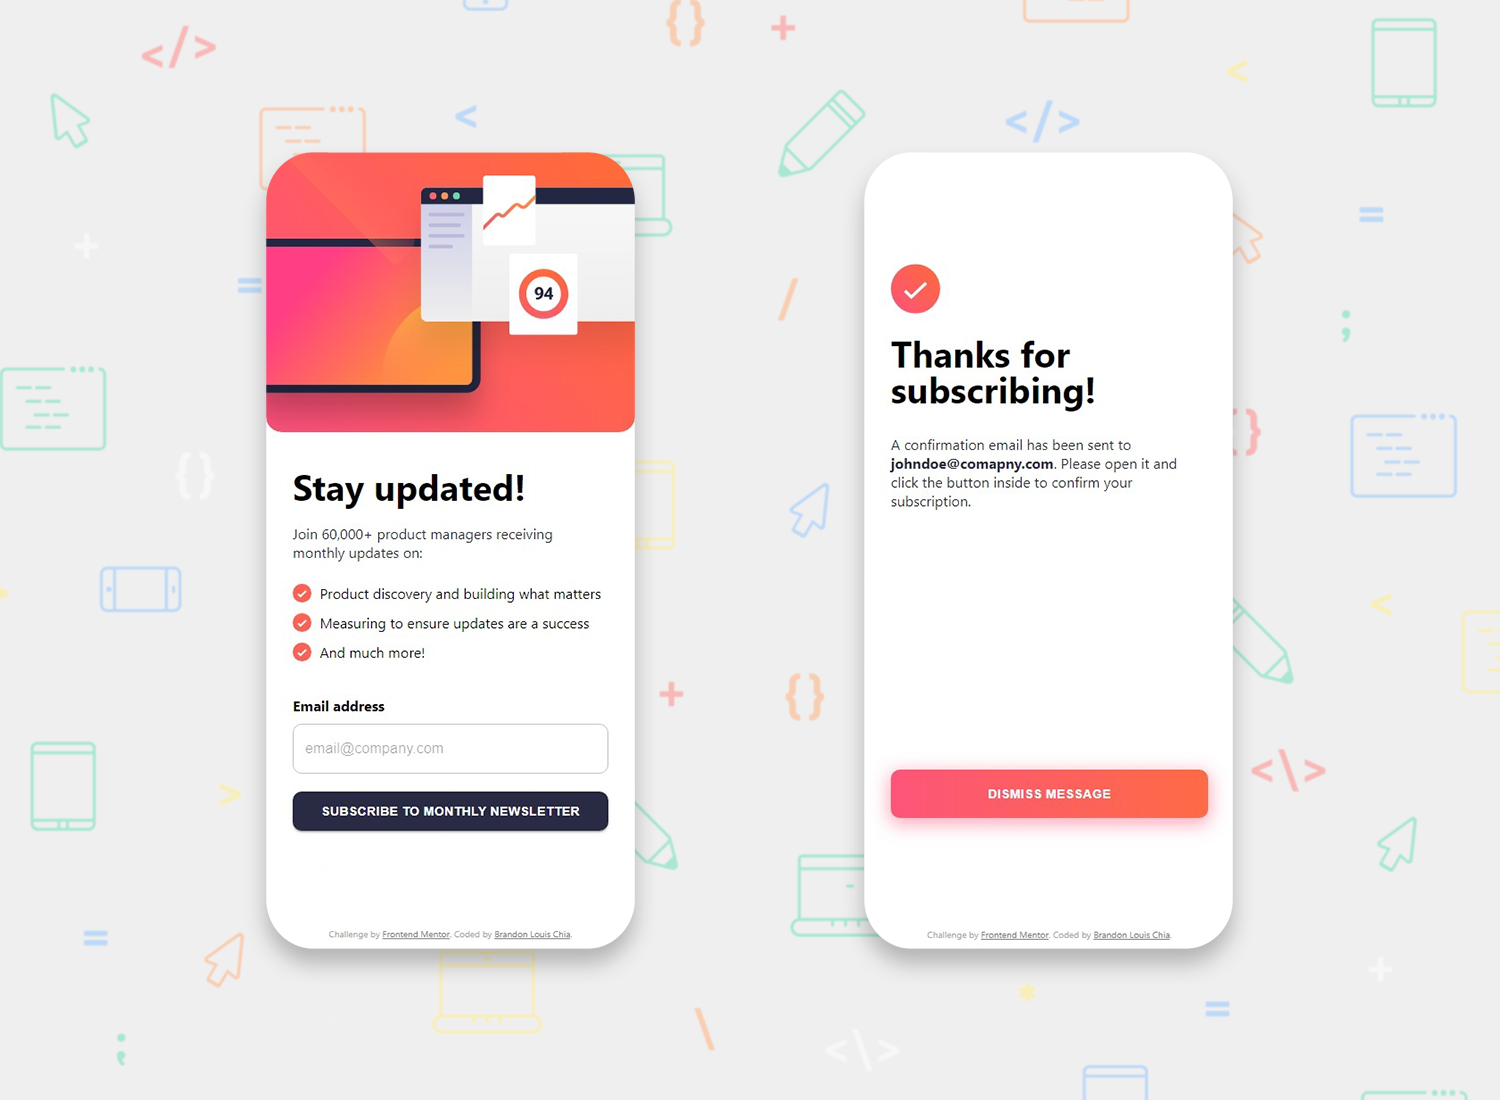 94
Stay updated!
Join 60,000+ product managers receiving
monthly updates on:
Product discovery and building what matters
Measuring to ensure updates are a success
And much more!
Email address
email@company.com
SUBSCRIBE TO MONTHLY NEWSLETTER
Challenge by Frontend Mentor. Coded by Brandon Louis Chia.
Thanks for
subscribing!
A confirmation email has been sent to
johndoe@comapny.com. Please open it and
click the button inside to confirm your
subscription.
DISMISS MESSAGE
Challenge by Frontend Mentor. Coded by Brandon Louis Chia.